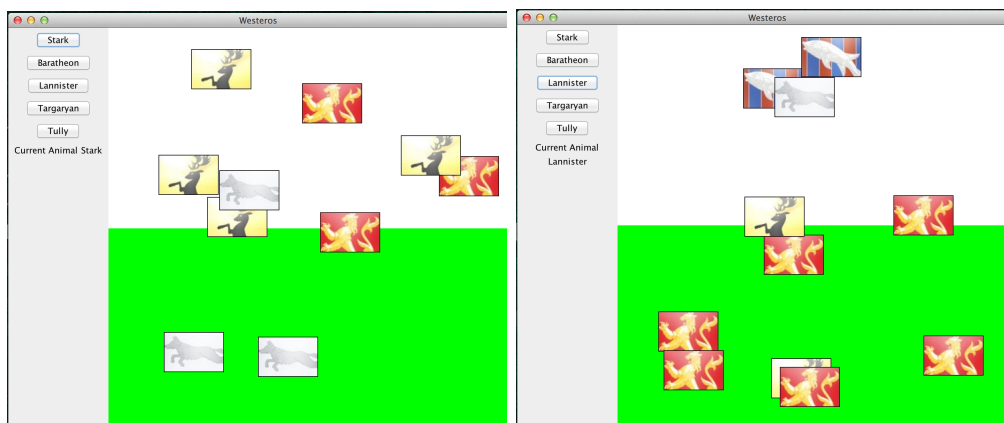 Westeros
Stark
Baratheon
Lannister
Targaryan
Tully
Current Animal Stark
Westeros
Stark
Baratheon
Lannister
Targaryan
Tully
Current Animal
Lannister